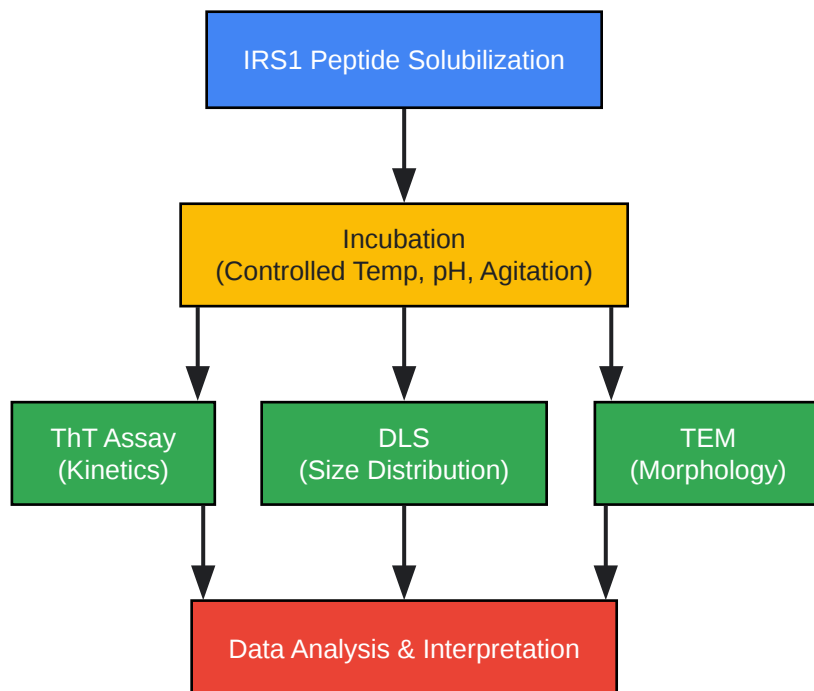 IRS1 Peptide Solubilization
Incubation
(Controlled Temp, pH, Agitation)
ThT Assay
(Kinetics)
DLS
(Size Distribution)
TEM
(Morphology)
Data Analysis & Interpretation